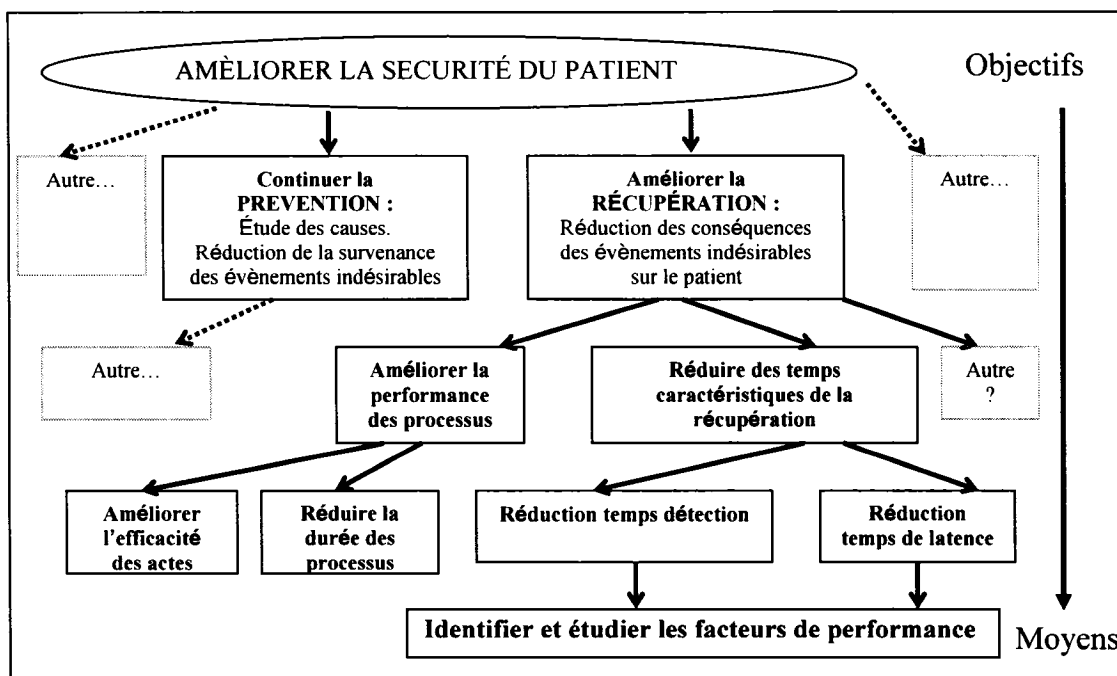 AMÈLIORER LA SECURITÉ DU PATIENT
Objectifs
Autre…
Continuer la
PREVENTION :
Étude des causes.
Réduction de la survenance
des évènements indésirables
Améliorer la
RÉCUPÉRATION :
Réduction des conséquences
des évènements indésirables
sur le patient
Autre…
Autre…
Améliorer la
performance
des processus
Réduire des temps
caractéristiques de la
récupération
Autre
?
Améliorer
l'efficacité
des actes
Réduire la
durée des
processus
Réduction temps détection
Réduction
temps de latence
Identifier et étudier les facteurs de performance
Moyens